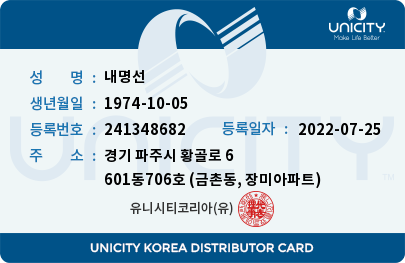 UNICITY
Make Life Better
성 명 : 내명선
생년월일 : 1974-10-05
등록번호 : 241348682 등록일자 : 2022-07-25
주 소 : 경기 파주시 황골로 6
601동706호 (금촌동, 장미아파트)
유니시티코리아(유)
UNICITY
TM
UNICITY KOREA DISTRIBUTOR CARD